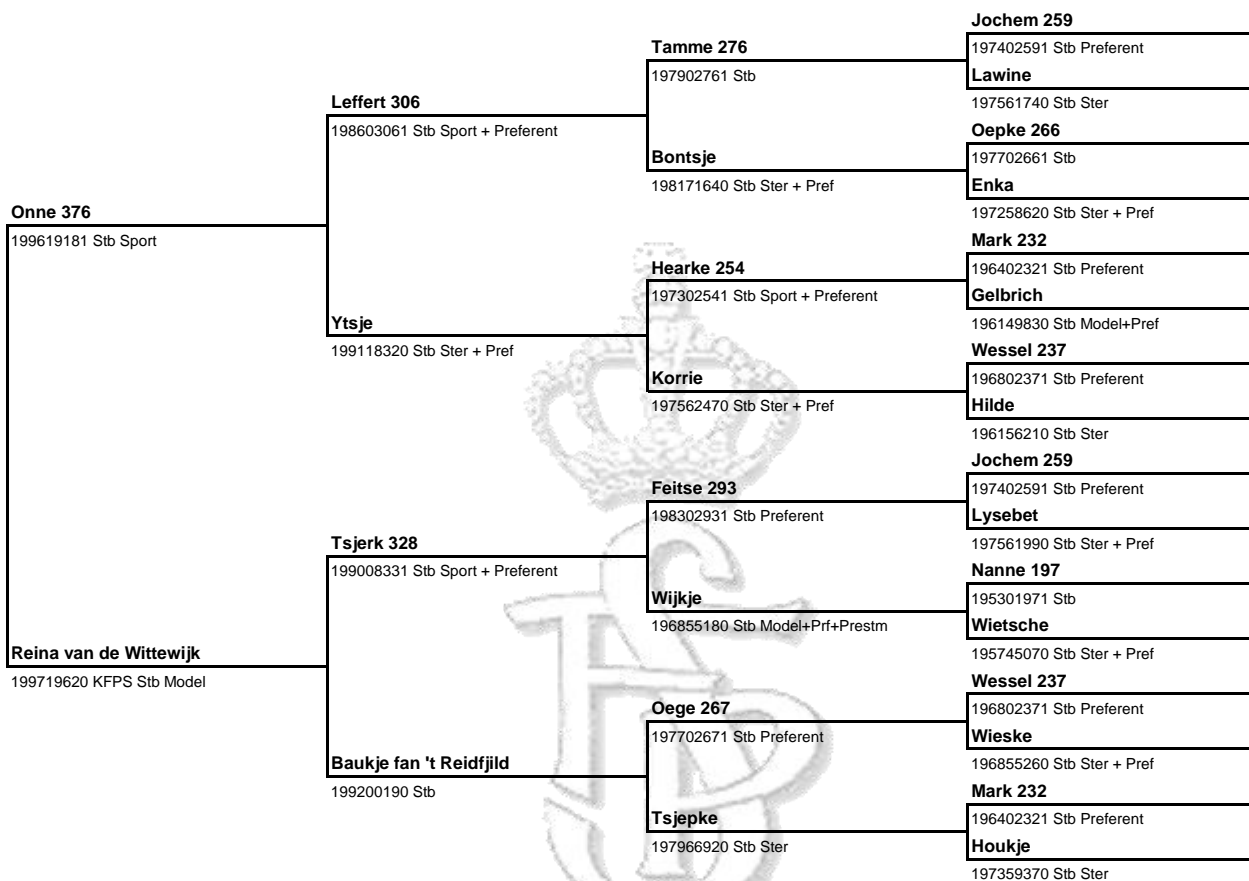 Jochem 259
Tamme 276
197402591 Stb Preferent
197902761 Stb
Lawine
Leffert 306
197561740 Stb Ster
198603061 Stb Sport + Preferent
Oepke 266
Bontsje
197702661 Stb
198171640 Stb Ster + Pref
Enka
Onne 376
197258620 Stb Ster + Pref
199619181 Stb Sport
Mark 232
Hearke 254
196402321 Stb Preferent
197302541 Stb Sport + Preferent
Gelbrich
Ytsje
196149830 Stb Model+Pref
199118320 Stb Ster + Pref
Wessel 237
Korrie
196802371 Stb Preferent
197562470 Stb Ster + Pref
Hilde
196156210 Stb Ster
Jochem 259
Feitse 293
197402591 Stb Preferent
198302931 Stb Preferent
Lysebet
Tsjerk 328
197561990 Stb Ster + Pref
199008331 Stb Sport + Preferent
Nanne 197
Wijkje
195301971 Stb
196855180 Stb Model+Prf+Prestm
Wietsche
Reina van de Wittewijk
195745070 Stb Ster + Pref
199719620 KFPS Stb Model
Wessel 237
Oege 267
196802371 Stb Preferent
197702671 Stb Preferent
Wieske
Baukje fan 't Reidfjild
196855260 Stb Ster + Pref
199200190 Stb
Mark 232
Tsjepke
196402321 Stb Preferent
197966920 Stb Ster
Houkje
197359370 Stb Ster